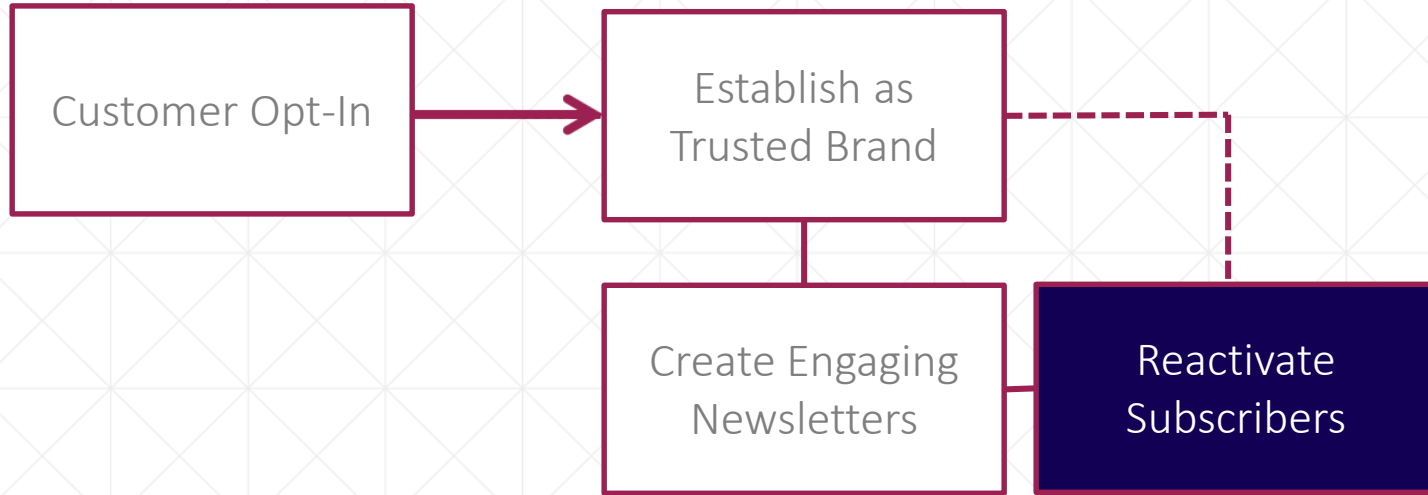 Customer Opt-In
Establish as
Trusted Brand
Create Engaging
Newsletters
Reactivate
Subscribers